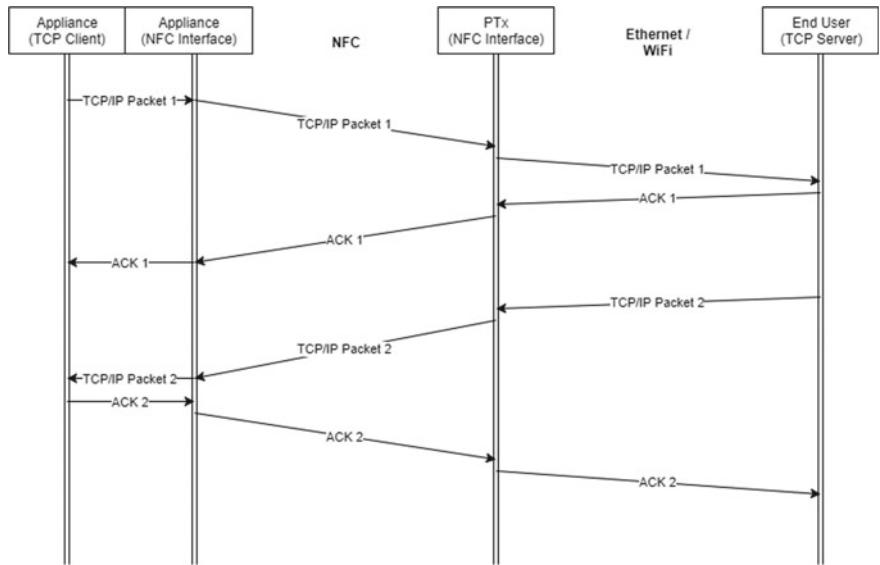 Appliance
(TCP Client)
Appliance
(NFC Interface)
NFC
PTx
(NFC Interface)
Ethernet /
WiFi
End User
(TCP Server)
TCP/IP Packet 1
TCP/IP Packet 1
TCP/IP Packet 1
ACK 1
ACK 1
ACK 1
TCP/IP Packet 2
TCP/IP Packet 2
TCP/IP Packet 2
ACK 2
ACK 2
ACK 2